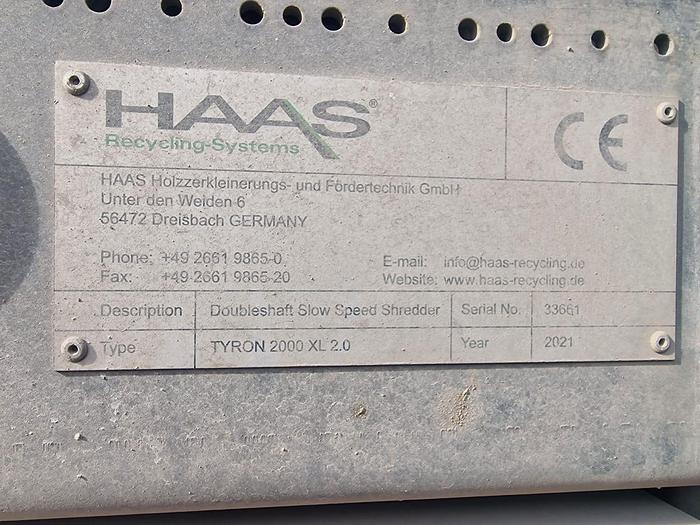 HAAS®
Recycling-Systems
CE
HAAS Holzzerkleinerungs- und Fördertechnik GmbH
Unter den Weiden 6
56472 Dreisbach GERMANY
Phone: +49 2661 9865-0 E-mail: info@haas-recycling.de
Fax: +49 2661 9865-20 Website: www.haas-recycling.de
Description Doubleshaft Slow Speed Shredder Serial No. 33661
Type TYRON 2000 XL 2.0 Year 2021